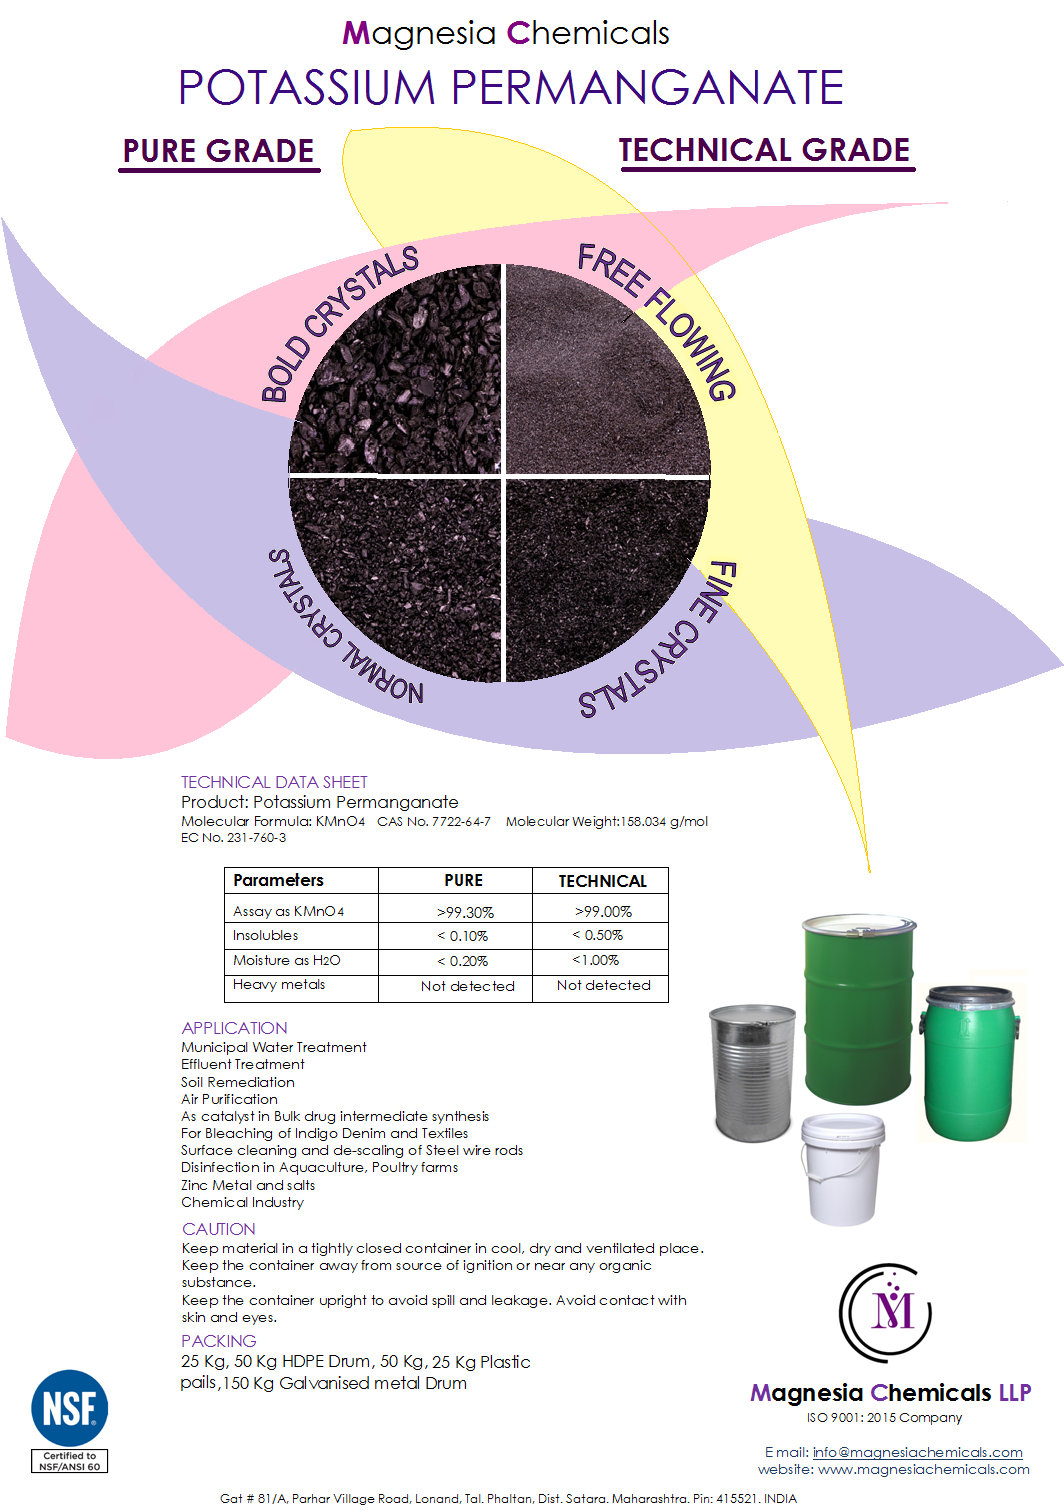 Magnesia Chemicals
POTASSIUM PERMANGANATE
PURE GRADE
TECHNICAL GRADE
BOLD CRYSTALS
FREE FLOWING
NORMAL CRYSTALS
FINE CRYSTALS
TECHNICAL DATA SHEET
Product: Potassium Permanganate
Molecular Formula: KMnO4 CAS No. 7722-64-7 Molecular Weight:158.034 g/mol
EC No. 231-760-3
Parameters PURE TECHNICAL
Assay as KMnO4 >99.30% >99.00%
Insolubles < 0.10% < 0.50%
Moisture as H2O < 0.20% <1.00%
Heavy metals Not detected Not detected
APPLICATION
Municipal Water Treatment
Effluent Treatment
Soil Remediation
Air Purification
As catalyst in Bulk drug intermediate synthesis
For Bleaching of Indigo Denim and Textiles
Surface cleaning and de-scaling of Steel wire rods
Disinfection in Aquaculture, Poultry farms
Zinc Metal and salts
Chemical Industry
CAUTION
Keep material in a tightly closed container in cool, dry and ventilated place.
Keep the container away from source of ignition or near any organic
substance.
Keep the container upright to avoid spill and leakage. Avoid contact with
skin and eyes.
PACKING
25 Kg, 50 Kg HDPE Drum, 50 Kg, 25 Kg Plastic
pails,150 Kg Galvanised metal Drum
NSF
Certified to
NSF/ANSI 60
M
Magnesia Chemicals LLP
ISO 9001: 2015 Company
E mail: info@magnesiachemicals.com
website: www.magnesiachemicals.com
Gat # 81/A, Parhar Village Road, Lonand, Tal. Phaltan, Dist. Satara. Maharashtra. Pin: 415521. INDIA